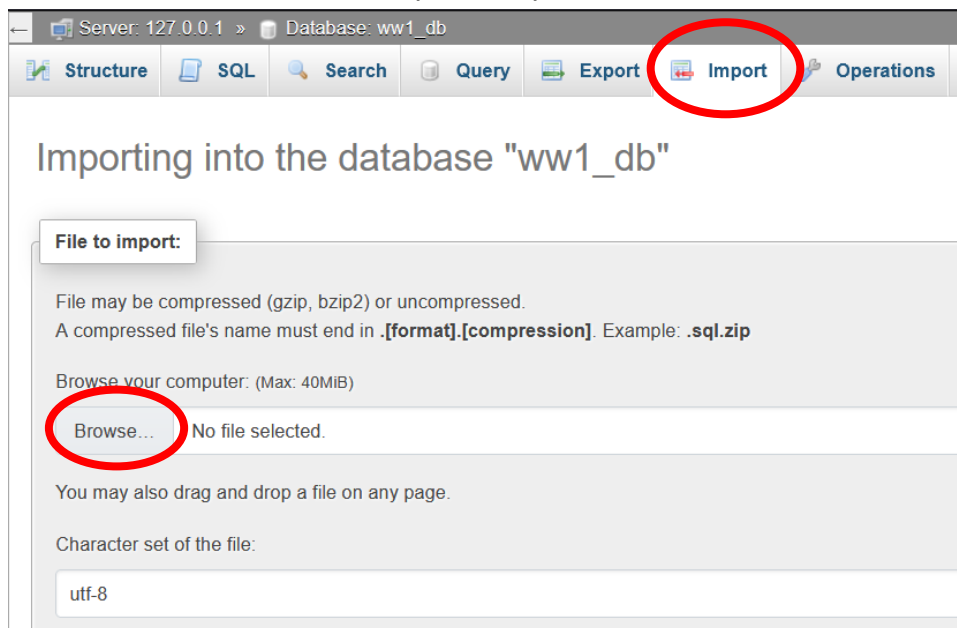 ← Server: 127.0.0.1 » Database: ww1_db
Structure SQL Search Query Export Import Operations
Importing into the database "ww1_db"
File to import:
File may be compressed (gzip, bzip2) or uncompressed.
A compressed file's name must end in .[format].[compression]. Example: .sql.zip
Browse your computer: (Max: 40MiB)
Browse... No file selected.
You may also drag and drop a file on any page.
Character set of the file:
utf-8